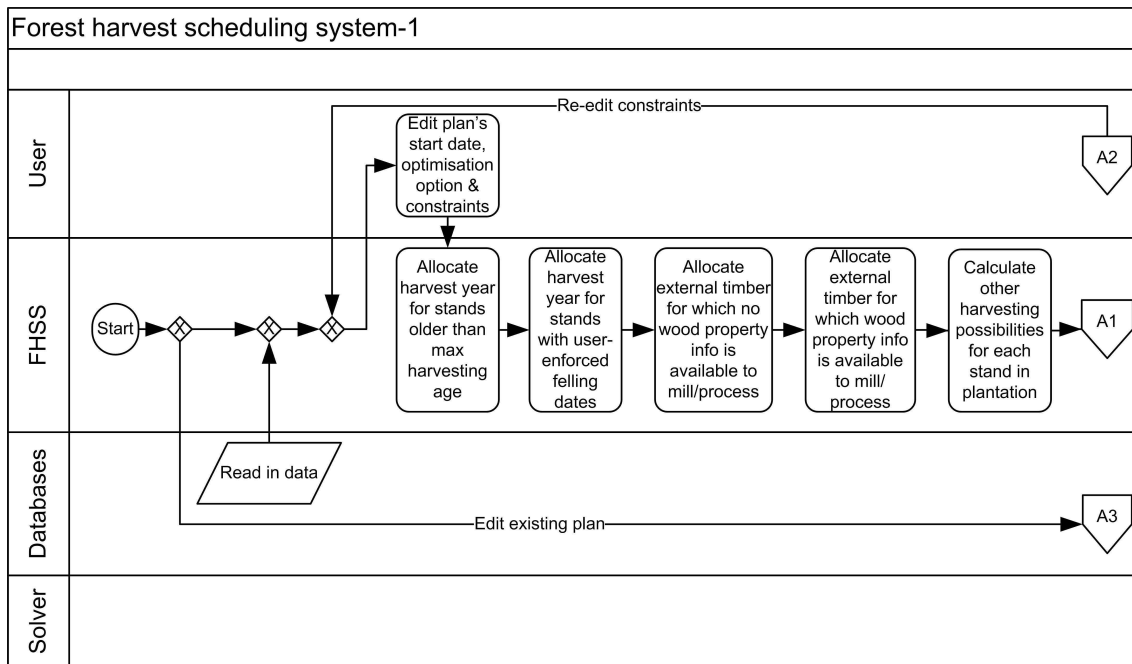 Forest harvest scheduling system-1
User
Re-edit constraints
Edit plan's
start date,
optimisation
option &
constraints
A2
FHSS
Start
X
X
X
Allocate
harvest year
for stands
older than
max
harvesting
age
Allocate
harvest
year for
stands
with user-
enforced
felling
dates
Allocate
external timber
for which no
wood property
info is
available to
mill/process
Allocate
external
timber for
which wood
property info
is available
to mill/
process
Calculate
other
harvesting
possibilities
for each
stand in
plantation
A1
Databases
Read in data
Edit existing plan
A3
Solver